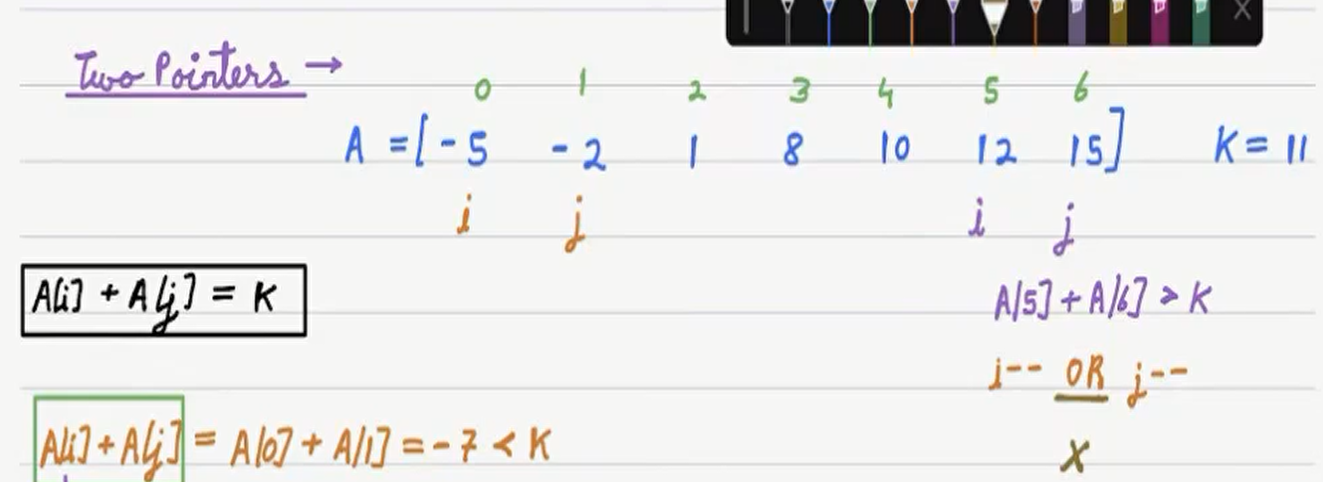 Two Pointers →
0 1 2 3 4 5 6
A = [ -5 -2 1 8 10 12 15 ] K = 11
i j i j
A[i] + A[j] = K
A[5] + A[6] > K
i-- OR j--
A[i] + A[j] = A[0] + A[1] = -7 < K
X